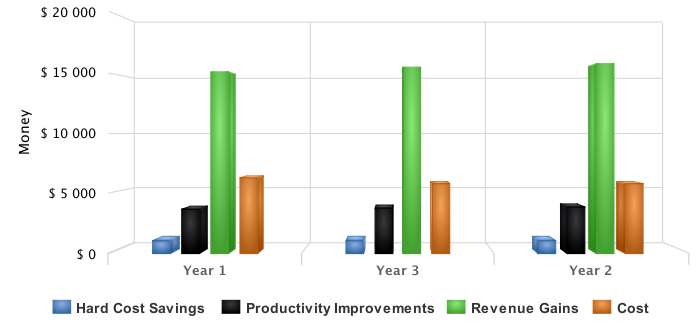 $ 20 000
$ 15 000
$ 10 000
$ 5 000
$ 0
Money
Year 1 Year 3 Year 2
Hard Cost Savings Productivity Improvements Revenue Gains Cost